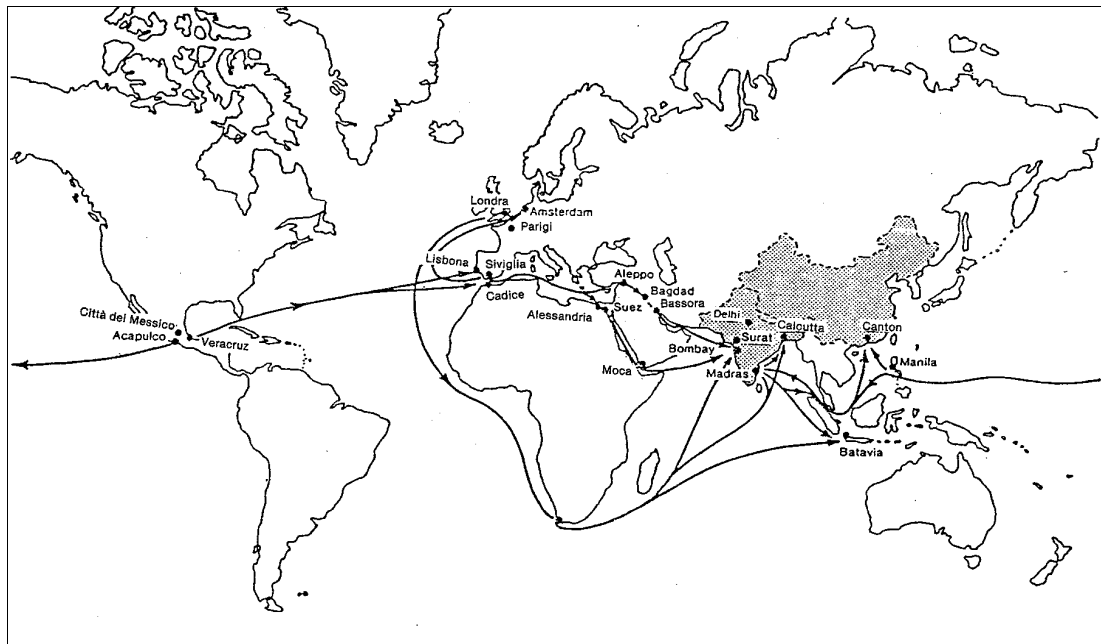 Londra
Amsterdam
Parigi
Lisbona
Siviglia
Cadice
Aleppo
Bagdad
Bassora
Alessandria
Suez
Delhi
Surat
Calcutta
Canton
Città del Messico
Acapulco
Veracruz
Bombay
Manila
Moca
Madras
Batavia